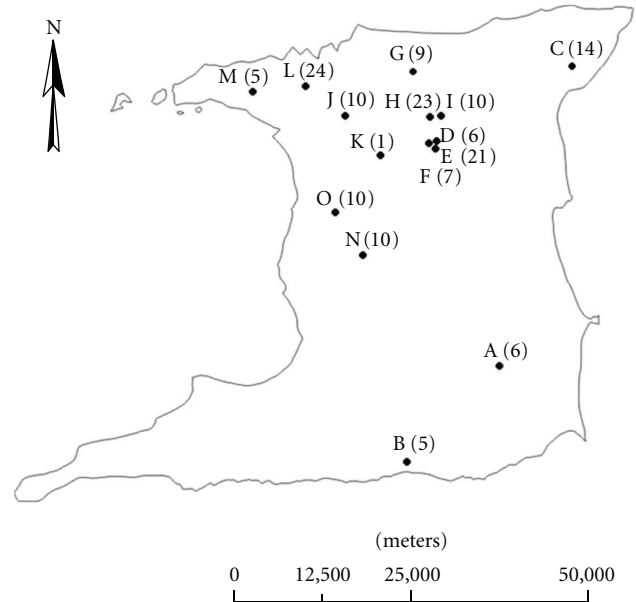 N
G (9)
C (14)
M (5)
L (24)
J (10)
H (23)
I (10)
K (1)
D (6)
E (21)
F (7)
O (10)
N (10)
A (6)
B (5)
(meters)
0 12,500 25,000 50,000